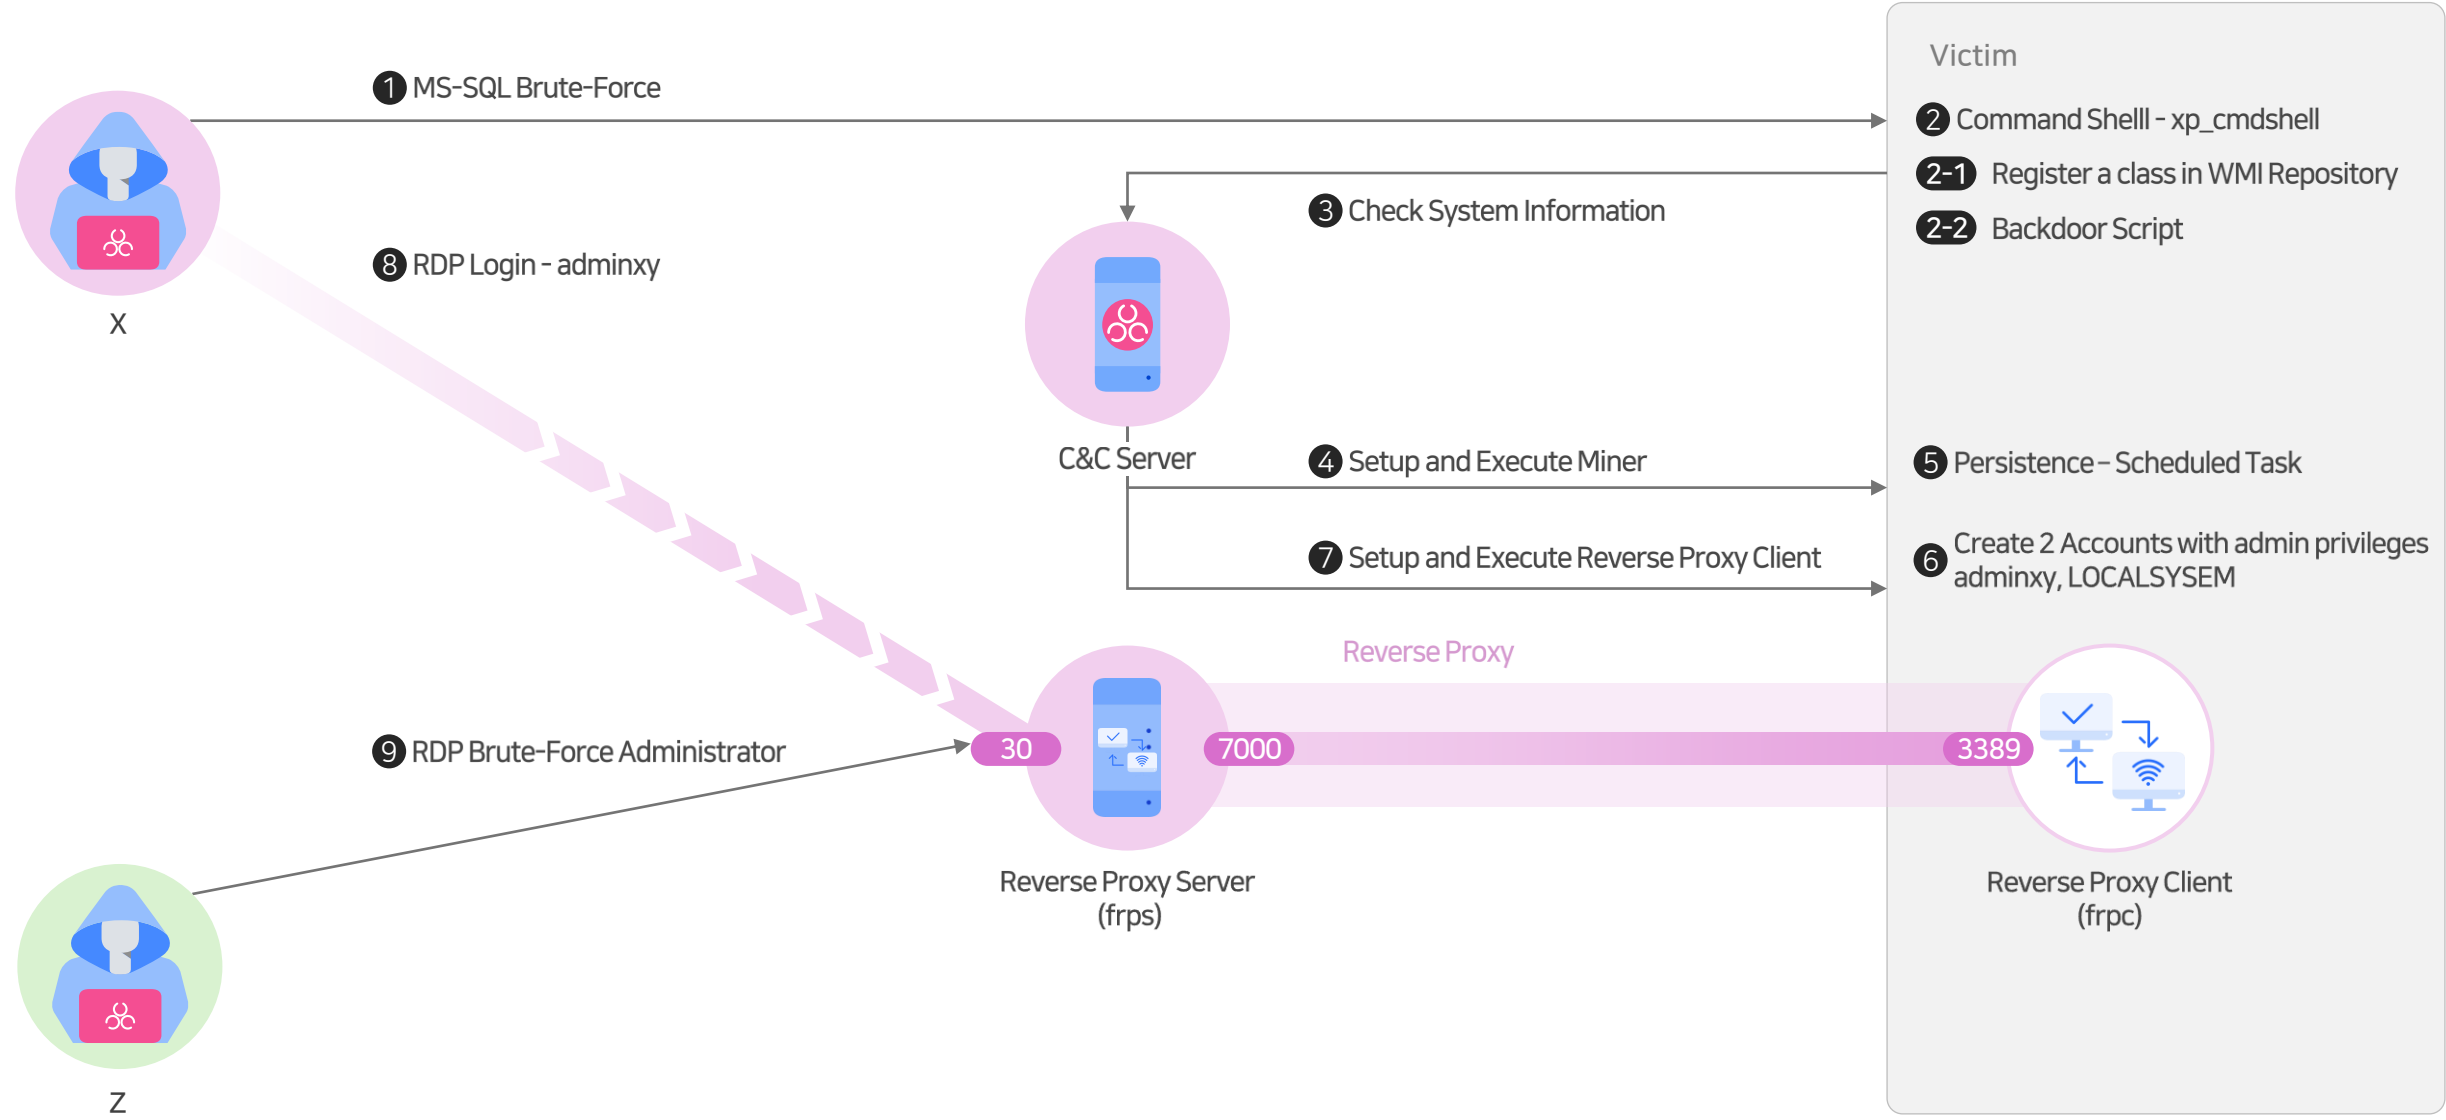 Victim
1 MS-SQL Brute-Force
2 Command Shelll - xp_cmdshell
2-1 Register a class in WMI Repository
2-2 Backdoor Script
3 Check System Information
8 RDP Login - adminxy
X
C&C Server
4 Setup and Execute Miner
5 Persistence – Scheduled Task
7 Setup and Execute Reverse Proxy Client
6 Create 2 Accounts with admin privileges
adminxy, LOCALSYSEM
Reverse Proxy
9 RDP Brute-Force Administrator
30
7000
3389
Reverse Proxy Server
(frps)
Reverse Proxy Client
(frpc)
Z